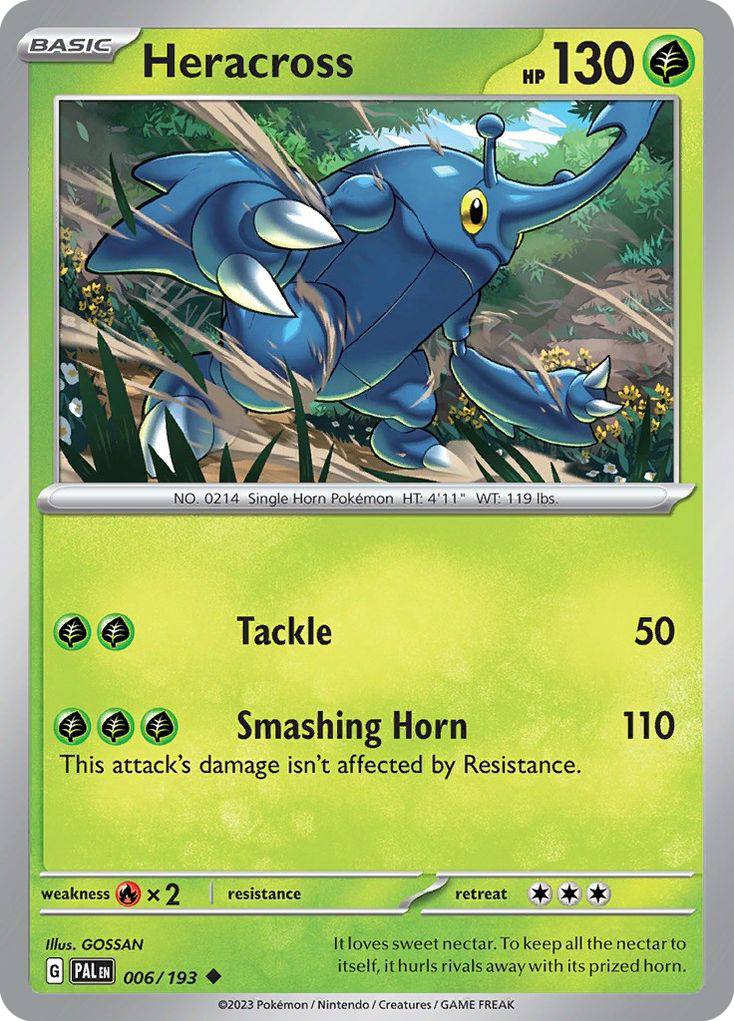 BASIC
Heracross
HP 130
NO. 0214 Single Horn Pokémon HT: 4'11" WT: 119 lbs.
Tackle 50
Smashing Horn 110
This attack's damage isn't affected by Resistance.
weakness ×2 resistance retreat
Illus. GOSSAN
It loves sweet nectar. To keep all the nectar to
itself, it hurls rivals away with its prized horn.
G PAL EN 006/193
©2023 Pokémon / Nintendo / Creatures / GAME FREAK